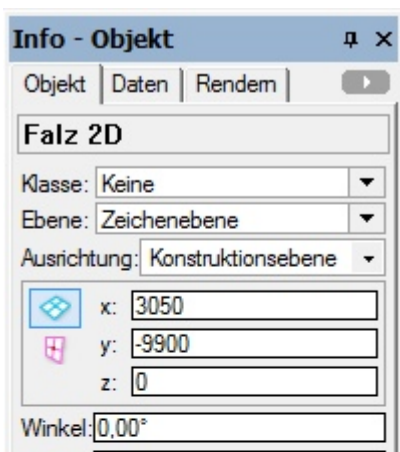 Info - Objekt
Objekt Daten Rendern
Falz 2D
Klasse: Keine
Ebene: Zeichenebene
Ausrichtung: Konstruktionsebene
x: 3050
y: -9900
z: 0
Winkel: 0,00°